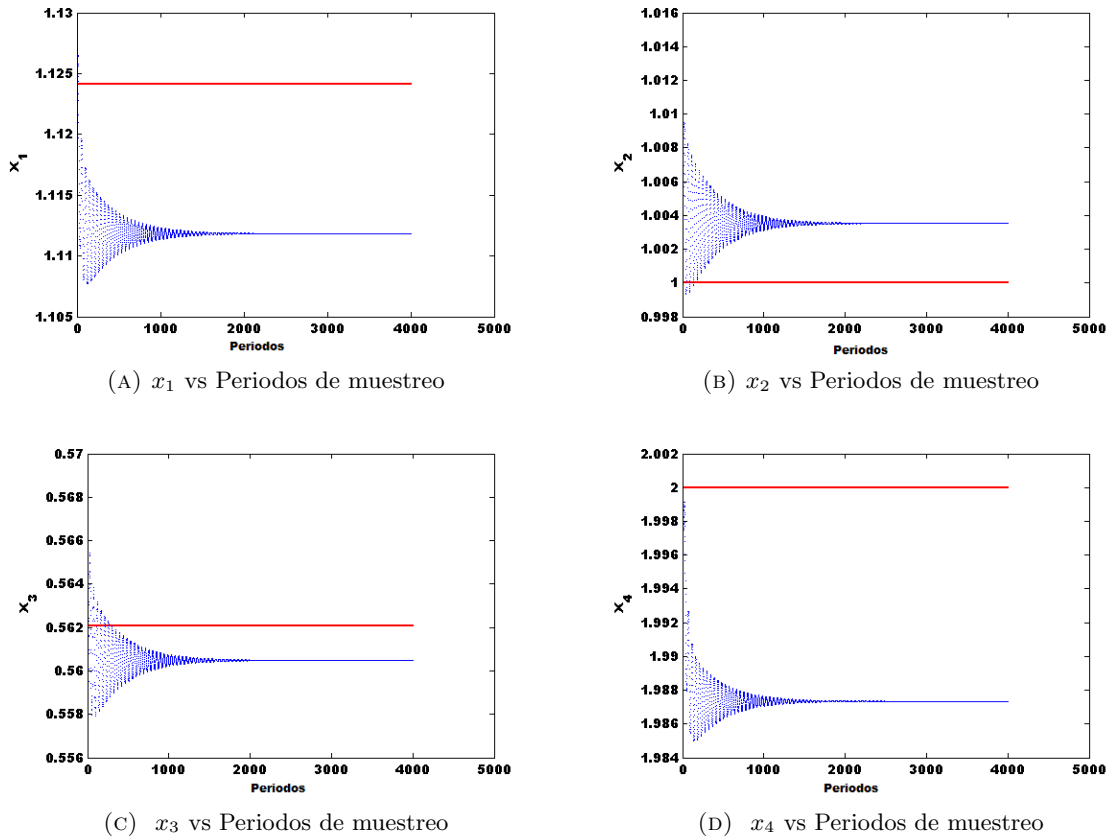 1.13
1.125
1.12
1.115
1.11
1.105
x1
0 1000 2000 3000 4000 5000
Periodos
(A) x1 vs Periodos de muestreo
1.016
1.014
1.012
1.01
1.008
1.006
1.004
1.002
1
0.998
x2
0 1000 2000 3000 4000 5000
Periodos
(B) x2 vs Periodos de muestreo
0.57
0.568
0.566
0.564
0.562
0.56
0.558
0.556
x3
0 1000 2000 3000 4000 5000
Periodos
(C) x3 vs Periodos de muestreo
2.002
2
1.998
1.996
1.994
1.992
1.99
1.988
1.986
1.984
x4
0 1000 2000 3000 4000 5000
Periodos
(D) x4 vs Periodos de muestreo